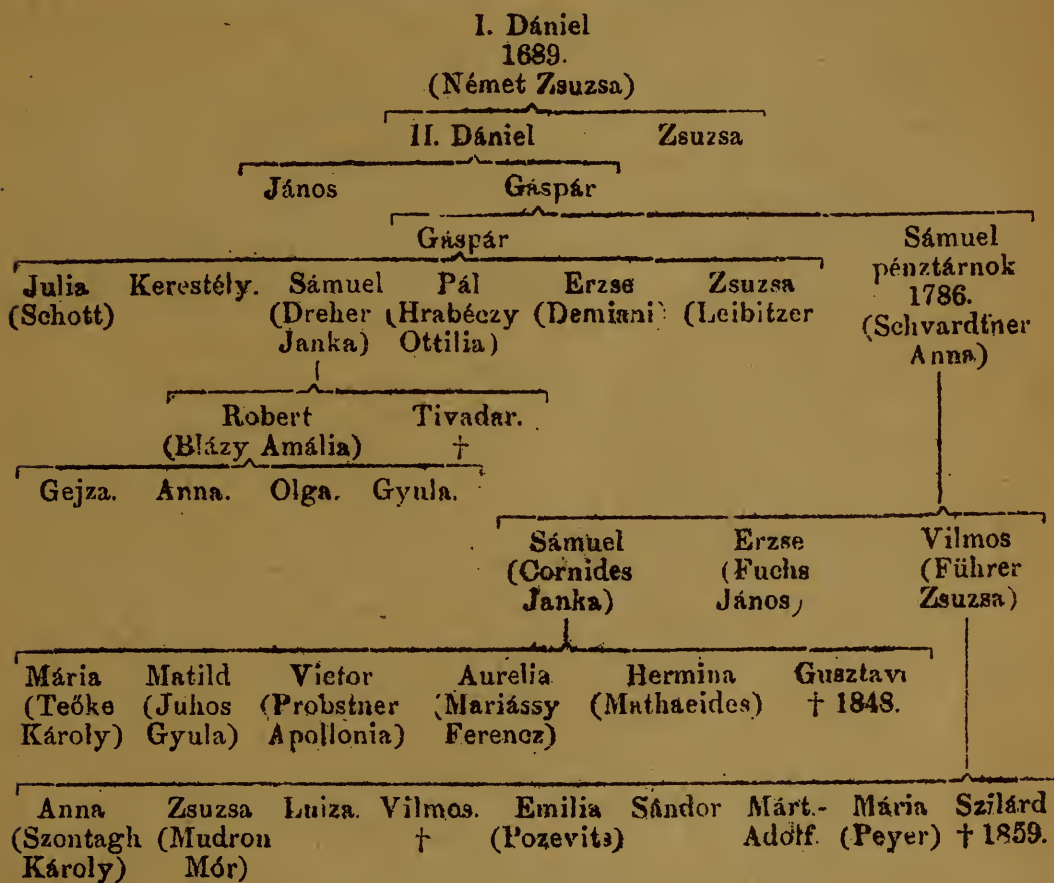 I. Dániel
1689.
(Német Zsuzsa)
II. Dániel Zsuzsa
János Gáspár
Gáspár Sámuel
pénztárnok
1786.
(Schvardtner
Anna)
Julia Kerestély. Sámuel Pál Erzse Zsuzsa
(Schott) (Dreher (Hrabéczy (Demiani) (Leibitzer
Janka) Ottilia)
Robert Tivadar.
(Blázy Amália) †
Gejza. Anna. Olga. Gyula.
Sámuel Erzse Vilmos
(Cornides (Fuchs (Führer
Janka) János) Zsuzsa)
Mária Matild Victor Aurelia Hermina Gusztáv
(Teőke (Juhos (Probstner (Máriássy (Mathaeides) † 1848.
Károly) Gyula) Apollonia) Ferencz)
Anna Zsuzsa Luiza. Vilmos. Emilia Sándor Márt.- Mária Szilárd
(Szontagh (Mudron † (Pozevits) Adolf. (Peyer) † 1859.
Károly) Mór)